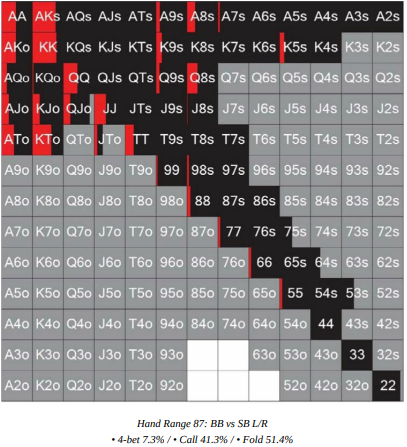 AA AKs AQs AJs ATs A9s A8s A7s A6s A5s A4s A3s A2s
AKo KK KQs KJs KTs K9s K8s K7s K6s K5s K4s K3s K2s
AQo KQo QQ QJs QTs Q9s Q8s Q7s Q6s Q5s Q4s Q3s Q2s
AJo KJo QJo JJ JTs J9s J8s J7s J6s J5s J4s J3s J2s
ATo KTo QTo JTo TT T9s T8s T7s T6s T5s T4s T3s T2s
A9o K9o Q9o J9o T9o 99 98s 97s 96s 95s 94s 93s 92s
A8o K8o Q8o J8o T8o 98o 88 87s 86s 85s 84s 83s 82s
A7o K7o Q7o J7o T7o 97o 87o 77 76s 75s 74s 73s 72s
A6o K6o Q6o J6o T6o 96o 86o 76o 66 65s 64s 63s 62s
A5o K5o Q5o J5o T5o 95o 85o 75o 65o 55 54s 53s 52s
A4o K4o Q4o J4o T4o 94o 84o 74o 64o 54o 44 43s 42s
A3o K3o Q3o J3o T3o 93o 63o 53o 43o 33 32s
A2o K2o Q2o J2o T2o 92o 52o 42o 32o 22
Hand Range 87: BB vs SB L/R
• 4-bet 7.3% / • Call 41.3% / • Fold 51.4%